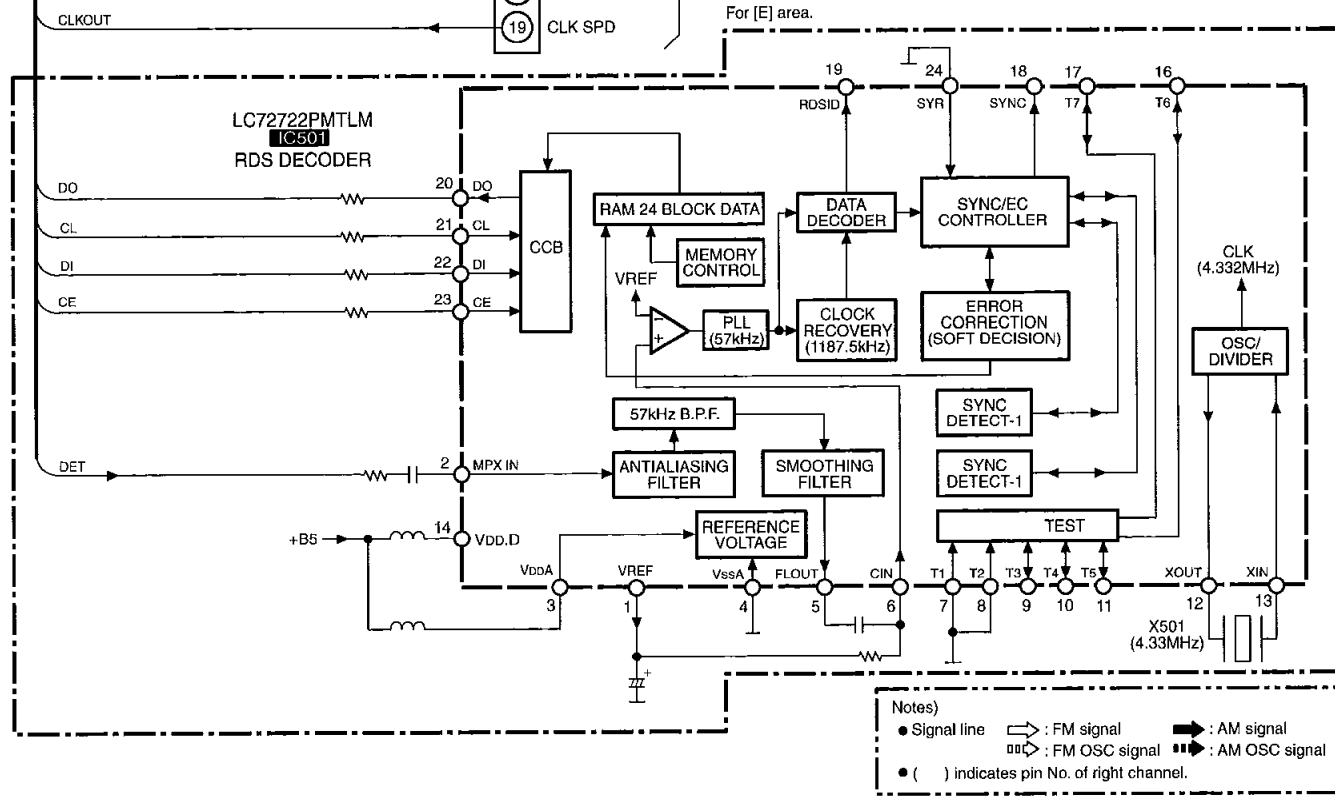 For [E] area.
CLKOUT
19 CLK SPD
19 24 18 17 16
RDSID SYR SYNC T7 T6
LC72722PMTLM
IC501
RDS DECODER
DO
20 DO
CL
21 CL
DI
22 DI
CE
23 CE
CCB
RAM 24 BLOCK DATA
MEMORY
CONTROL
DATA
DECODER
SYNC/EC
CONTROLLER
VREF
−
+
PLL
(57kHz)
CLOCK
RECOVERY
(1187.5kHz)
ERROR
CORRECTION
(SOFT DECISION)
CLK
(4.332MHz)
OSC/
DIVIDER
57kHz B.P.F.
SYNC
DETECT-1
DET
2 MPX IN
ANTIALIASING
FILTER
SMOOTHING
FILTER
SYNC
DETECT-1
+B5
14 VDD.D
REFERENCE
VOLTAGE
TEST
VDDA VREF VSSA FLOUT CIN T1 T2 T3 T4 T5 XOUT XIN
3 1 4 5 6 7 8 9 10 11 12 13
X501
(4.33MHz)
+
Notes)
● Signal line : FM signal : AM signal
: FM OSC signal : AM OSC signal
● ( ) indicates pin No. of right channel.